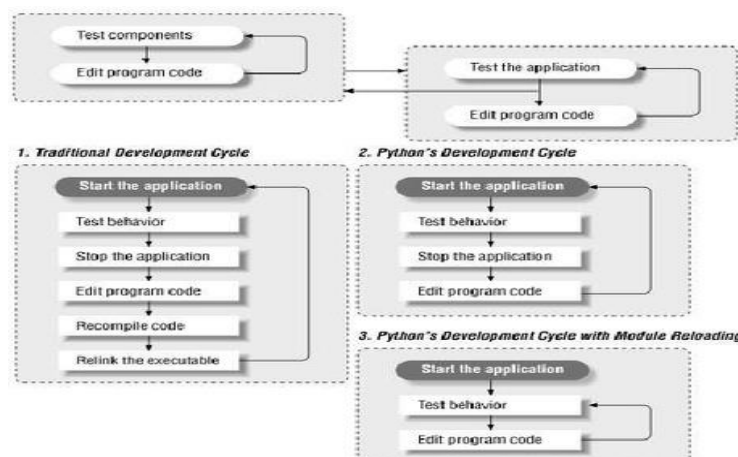 Test components
Edit program code
Test the application
Edit program code
1. Traditional Development Cycle
Start the application
Test behavior
Stop the application
Edit program code
Recompile code
Relink the executable
2. Python's Development Cycle
Start the application
Test behavior
Stop the application
Edit program code
3. Python's Development Cycle with Module Reloading
Start the application
Test behavior
Edit program code